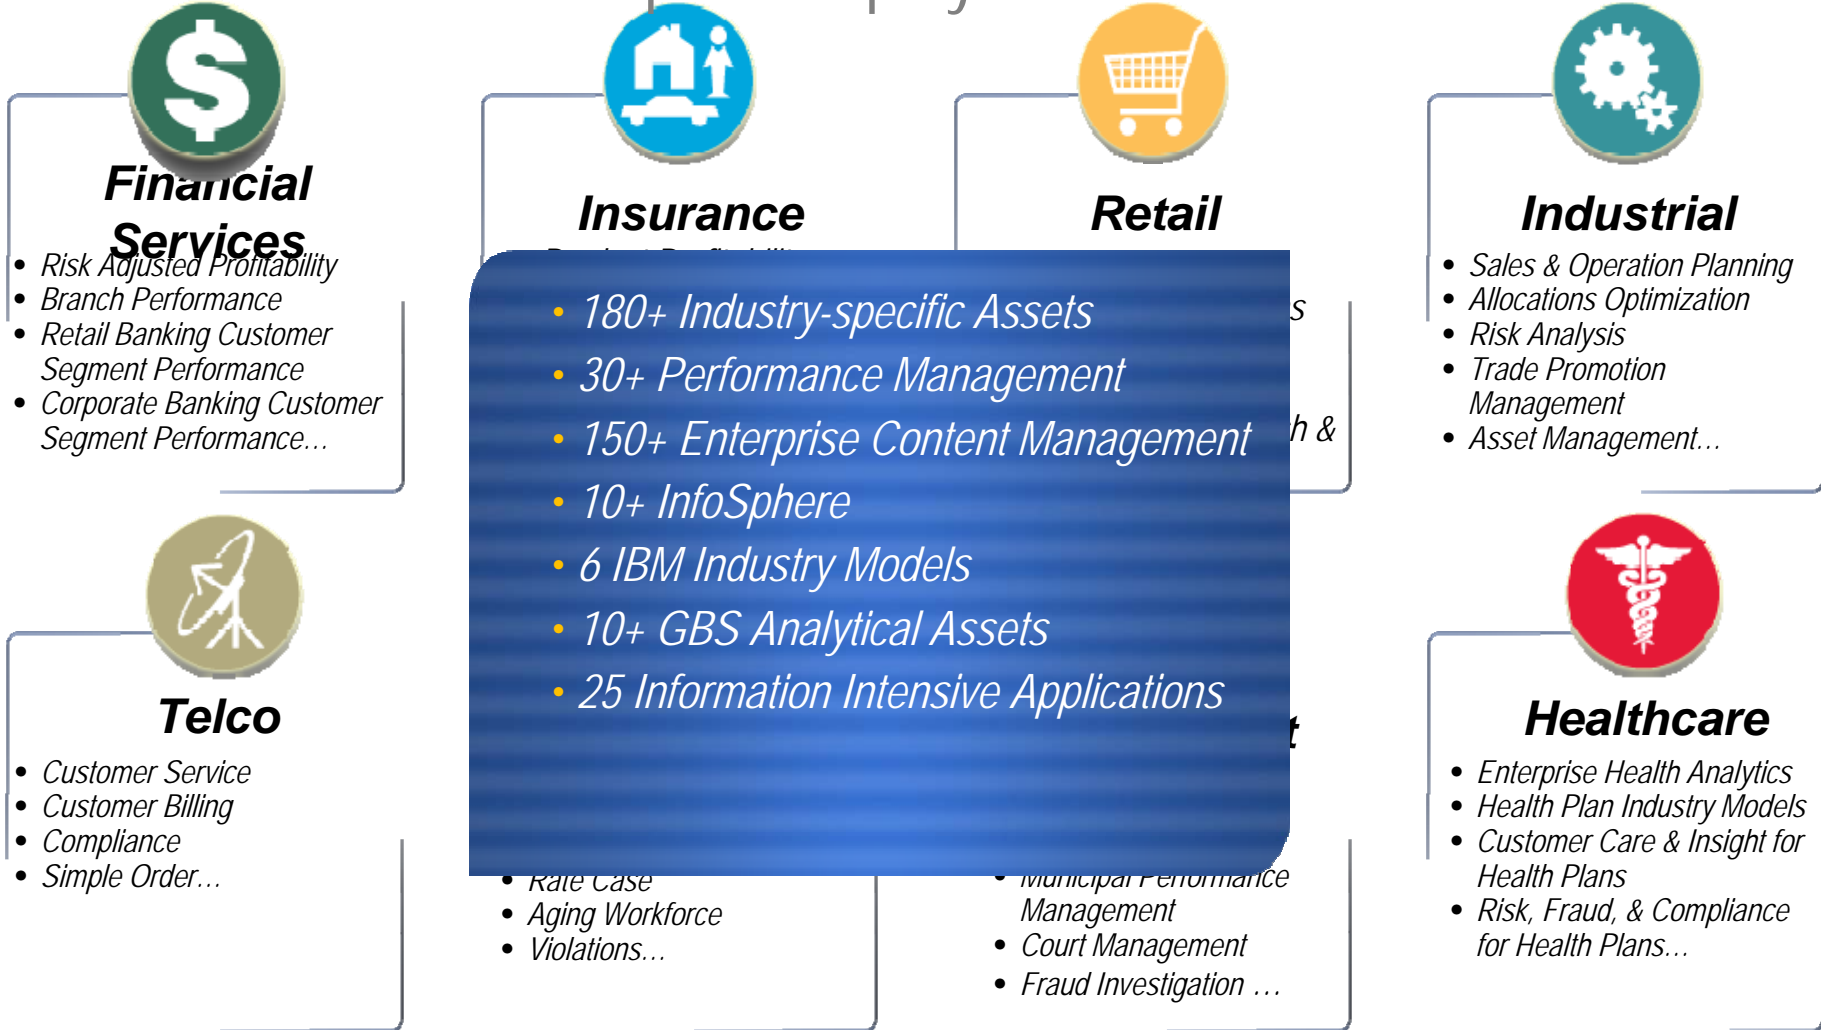 Financial
Services
• Risk Adjusted Profitability
• Branch Performance
• Retail Banking Customer
Segment Performance
• Corporate Banking Customer
Segment Performance…
Insurance
Product Profitability
Retail
Industrial
• Sales & Operation Planning
• Allocations Optimization
• Risk Analysis
• Trade Promotion
Management
• Asset Management…
• 180+ Industry-specific Assets
• 30+ Performance Management
• 150+ Enterprise Content Management
• 10+ InfoSphere
• 6 IBM Industry Models
• 10+ GBS Analytical Assets
• 25 Information Intensive Applications
Telco
• Customer Service
• Customer Billing
• Compliance
• Simple Order…
• Rate Case
• Aging Workforce
• Violations…
• Municipal Performance
Management
• Court Management
• Fraud Investigation …
Healthcare
• Enterprise Health Analytics
• Health Plan Industry Models
• Customer Care & Insight for
Health Plans
• Risk, Fraud, & Compliance
for Health Plans…